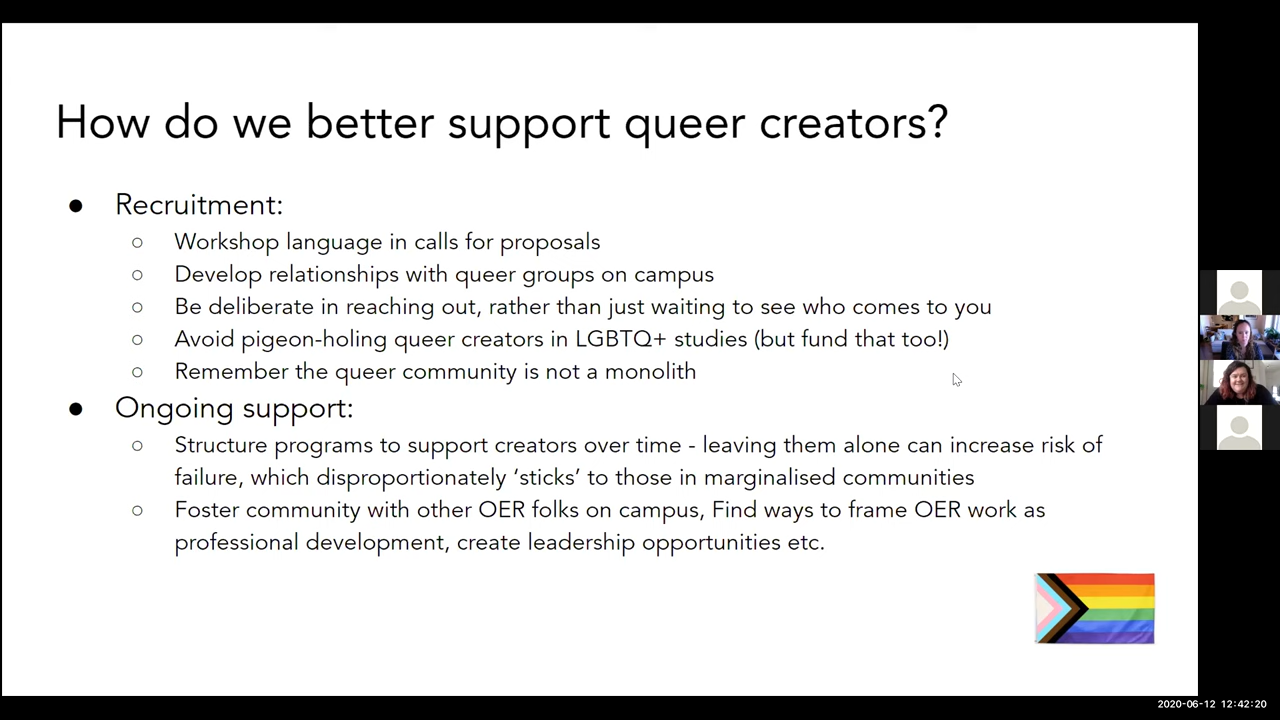 How do we better support queer creators?
● Recruitment:
○ Workshop language in calls for proposals
○ Develop relationships with queer groups on campus
○ Be deliberate in reaching out, rather than just waiting to see who comes to you
○ Avoid pigeon-holing queer creators in LGBTQ+ studies (but fund that too!)
○ Remember the queer community is not a monolith
● Ongoing support:
○ Structure programs to support creators over time - leaving them alone can increase risk of
failure, which disproportionately ‘sticks’ to those in marginalised communities
○ Foster community with other OER folks on campus, Find ways to frame OER work as
professional development, create leadership opportunities etc.
2020-06-12 12:42:20